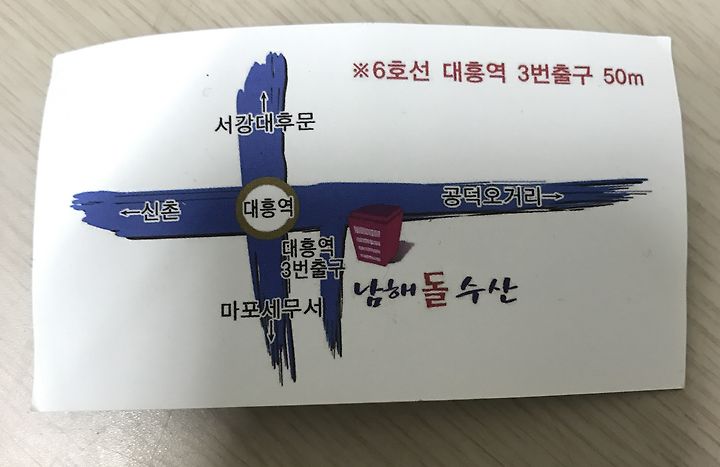 ※6호선 대흥역 3번출구 50m
↑
서강대후문
←신촌
대흥역
공덕오거리→
대흥역
3번출구
남해돌수산
마포세무서
↓